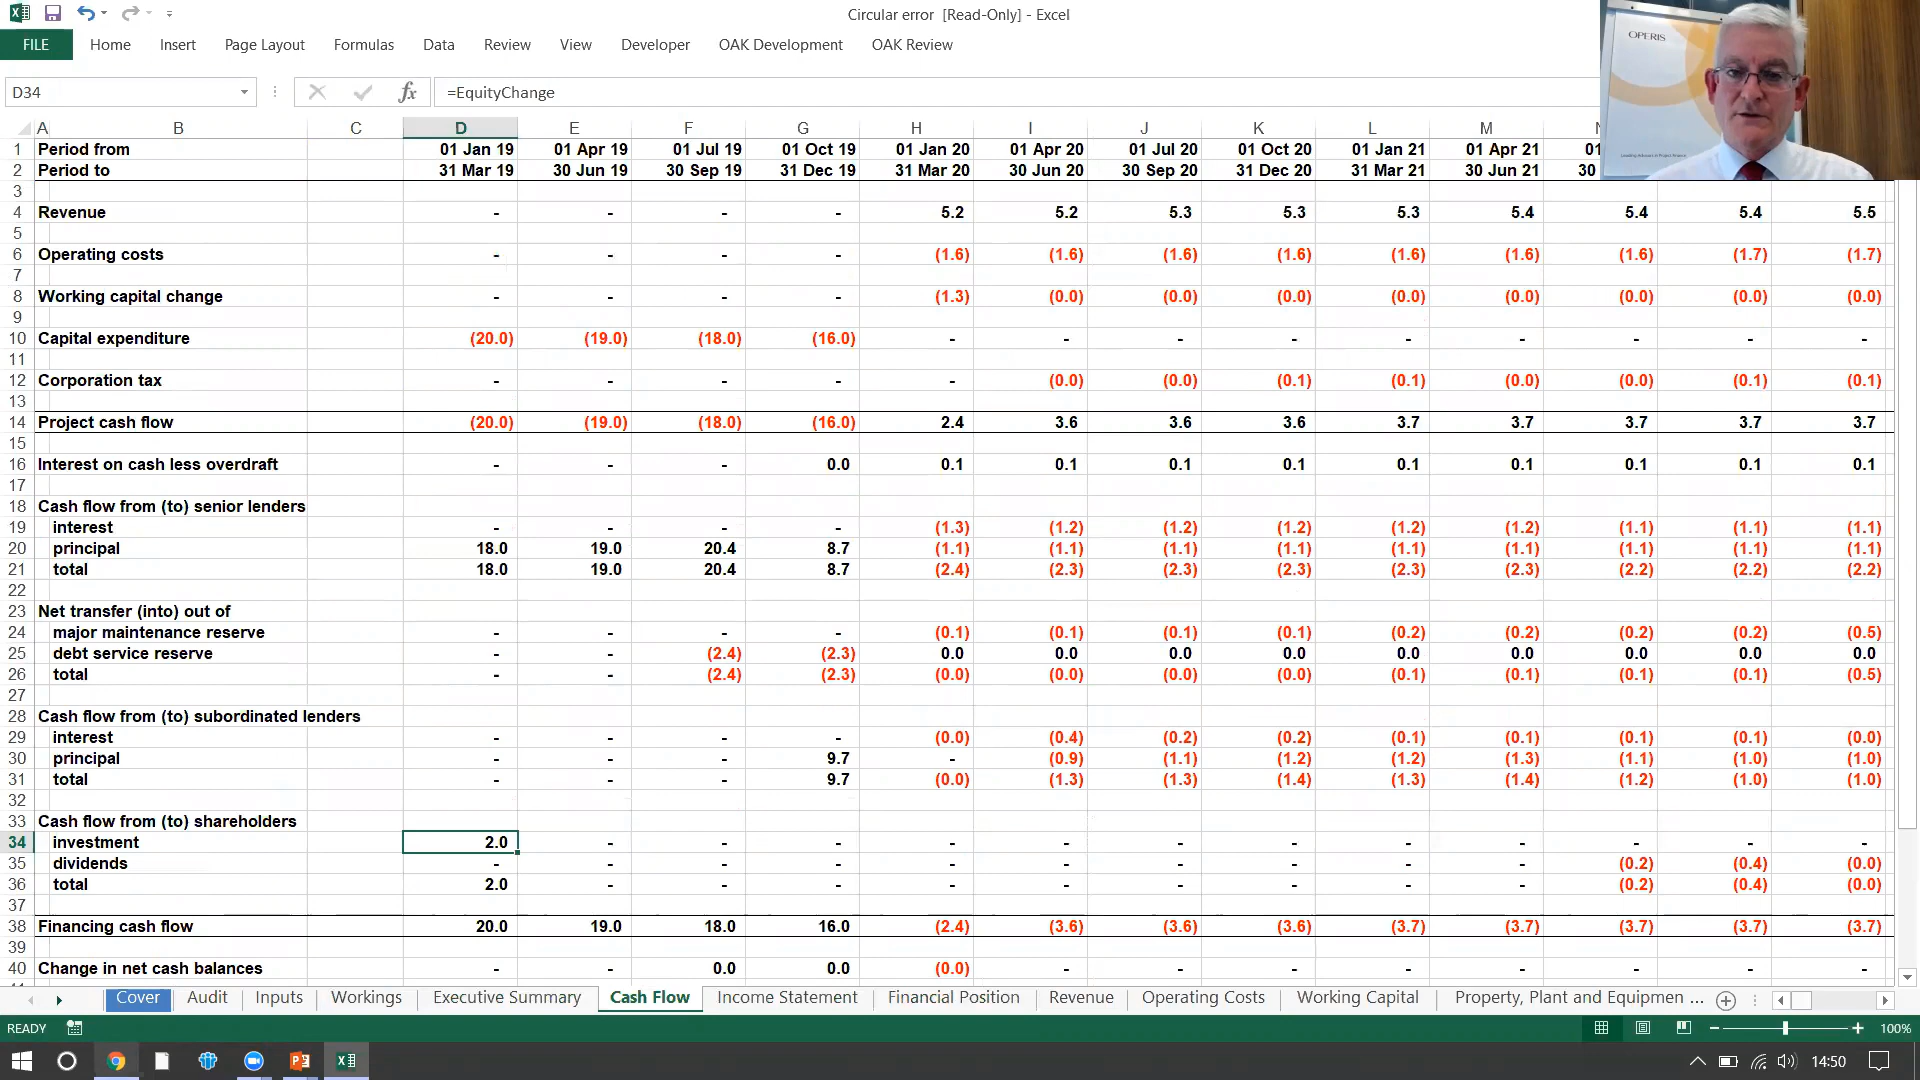 Circular error [Read-Only] - Excel
FILE Home Insert Page Layout Formulas Data Review View Developer OAK Development OAK Review
OPERIS
D34 fx =EquityChange
A B C D E F G H I J K L M
1 Period from 01 Jan 19 01 Apr 19 01 Jul 19 01 Oct 19 01 Jan 20 01 Apr 20 01 Jul 20 01 Oct 20 01 Jan 21 01 Apr 21 01
2 Period to 31 Mar 19 30 Jun 19 30 Sep 19 31 Dec 19 31 Mar 20 30 Jun 20 30 Sep 20 31 Dec 20 31 Mar 21 30 Jun 21 30
3
4 Revenue - - - - 5.2 5.2 5.3 5.3 5.3 5.4 5.4 5.4 5.5
5
6 Operating costs - - - - (1.6) (1.6) (1.6) (1.6) (1.6) (1.6) (1.6) (1.7) (1.7)
7
8 Working capital change - - - - (1.3) (0.0) (0.0) (0.0) (0.0) (0.0) (0.0) (0.0) (0.0)
9
10 Capital expenditure (20.0) (19.0) (18.0) (16.0) - - - - - - - - -
11
12 Corporation tax - - - - - (0.0) (0.0) (0.1) (0.1) (0.0) (0.0) (0.1) (0.1)
13
14 Project cash flow (20.0) (19.0) (18.0) (16.0) 2.4 3.6 3.6 3.6 3.7 3.7 3.7 3.7 3.7
15
16 Interest on cash less overdraft - - - 0.0 0.1 0.1 0.1 0.1 0.1 0.1 0.1 0.1 0.1
17
18 Cash flow from (to) senior lenders
19 interest - - - - (1.3) (1.2) (1.2) (1.2) (1.2) (1.2) (1.1) (1.1) (1.1)
20 principal 18.0 19.0 20.4 8.7 (1.1) (1.1) (1.1) (1.1) (1.1) (1.1) (1.1) (1.1) (1.1)
21 total 18.0 19.0 20.4 8.7 (2.4) (2.3) (2.3) (2.3) (2.3) (2.3) (2.2) (2.2) (2.2)
22
23 Net transfer (into) out of
24 major maintenance reserve - - - - (0.1) (0.1) (0.1) (0.1) (0.2) (0.2) (0.2) (0.2) (0.5)
25 debt service reserve - - (2.4) (2.3) 0.0 0.0 0.0 0.0 0.0 0.0 0.0 0.0 0.0
26 total - - (2.4) (2.3) (0.0) (0.0) (0.0) (0.0) (0.1) (0.1) (0.1) (0.1) (0.5)
27
28 Cash flow from (to) subordinated lenders
29 interest - - - - (0.0) (0.4) (0.2) (0.2) (0.1) (0.1) (0.1) (0.1) (0.0)
30 principal - - - 9.7 - (0.9) (1.1) (1.2) (1.2) (1.3) (1.1) (1.0) (1.0)
31 total - - - 9.7 (0.0) (1.3) (1.3) (1.4) (1.3) (1.4) (1.2) (1.0) (1.0)
32
33 Cash flow from (to) shareholders
34 investment 2.0 - - - - - - - - - - - -
35 dividends - - - - - - - - - - (0.2) (0.4) (0.0)
36 total 2.0 - - - - - - - - - (0.2) (0.4) (0.0)
37
38 Financing cash flow 20.0 19.0 18.0 16.0 (2.4) (3.6) (3.6) (3.6) (3.7) (3.7) (3.7) (3.7) (3.7)
39
40 Change in net cash balances - - 0.0 0.0 (0.0) - - - - - - - -
Cover Audit Inputs Workings Executive Summary Cash Flow Income Statement Financial Position Revenue Operating Costs Working Capital Property, Plant and Equipmen ...
READY 100%
14:50